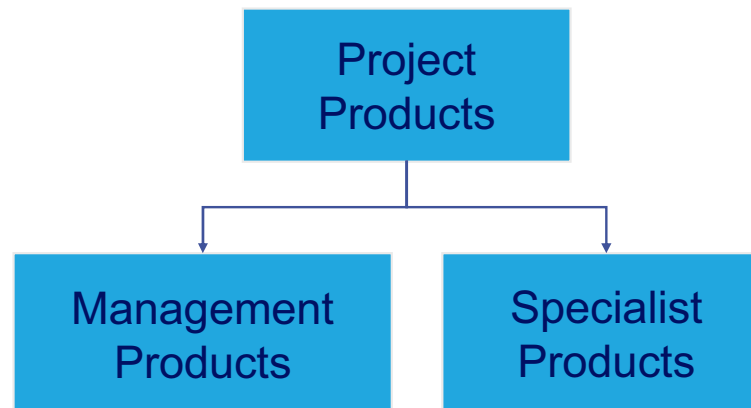 Project
Products
Management
Products
Specialist
Products